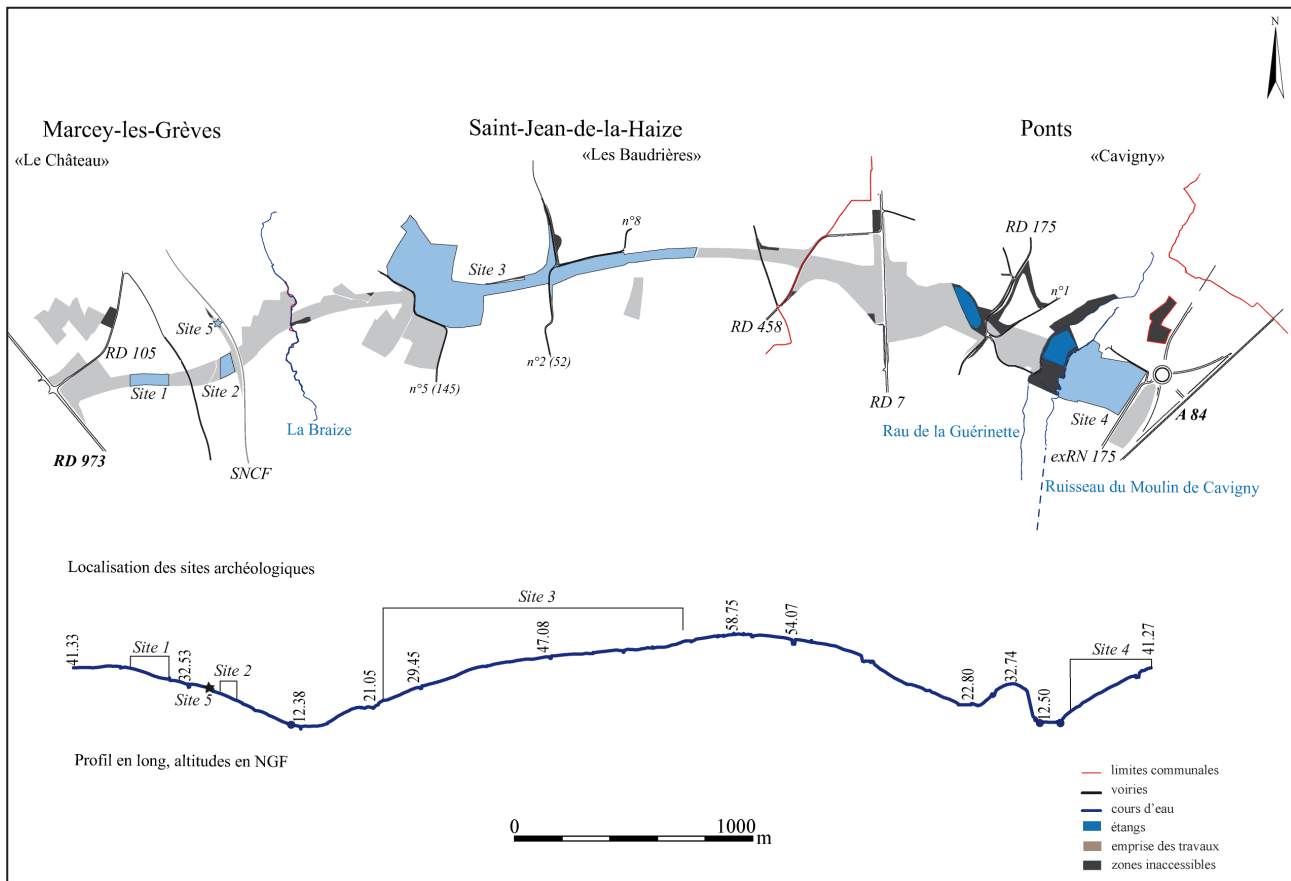 N
Marcey-les-Grèves
Saint-Jean-de-la-Haize
Ponts
«Le Château»
«Les Baudrières»
«Cavigny»
n°8
RD 175
Site 3
n°1
Site 5
RD 458
RD 105
n°2 (52)
Site 1
Site 2
n°5 (145)
RD 7
Site 4
A 84
La Braize
Rau de la Guérinette
RD 973
SNCF
exRN 175
Ruisseau du Moulin de Cavigny
Localisation des sites archéologiques
Site 3
41.33
Site 1
32.53
Site 5
Site 2
12.38
21.05
29.45
47.08
58.75
54.07
22.80
32.74
12.50
Site 4
41.27
Profil en long, altitudes en NGF
limites communales
voiries
cours d'eau
étangs
emprise des travaux
zones inaccessibles
0 1000 m